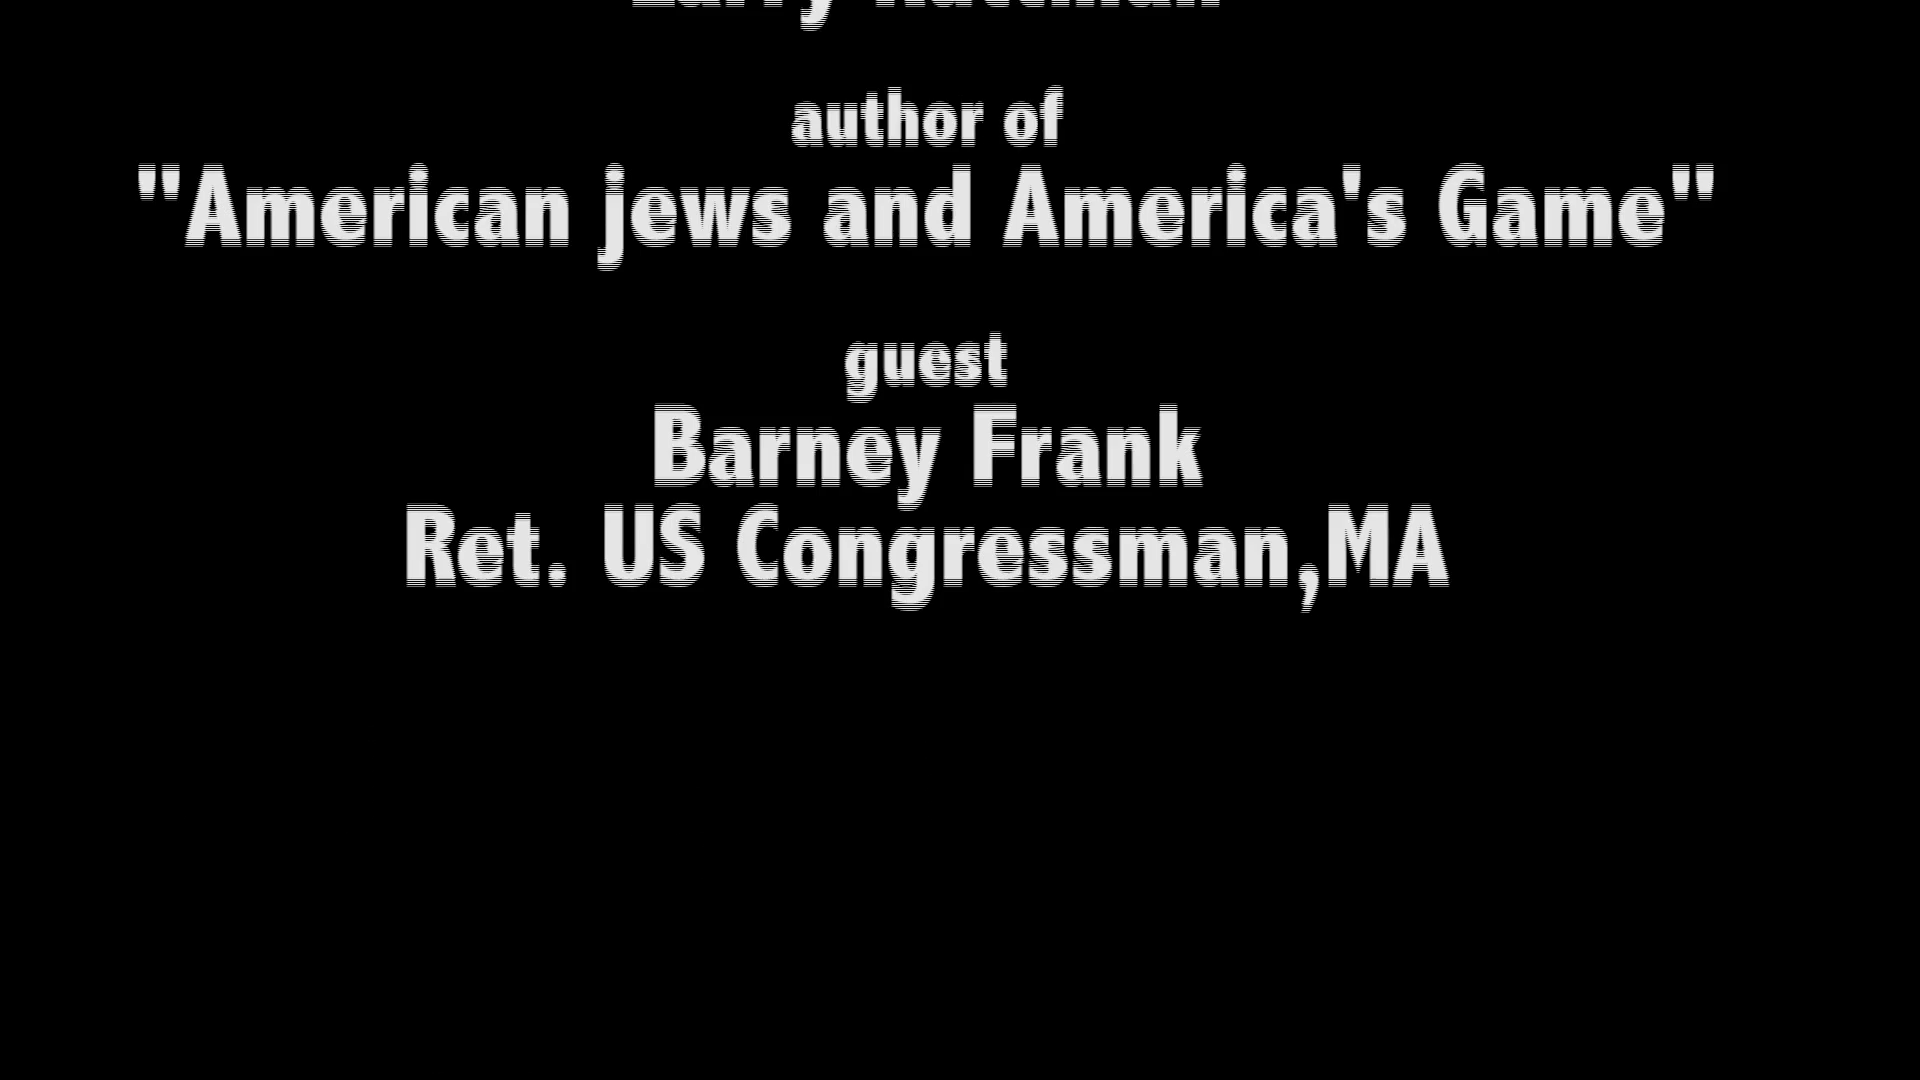 author of
"American jews and America's Game"
guest
Barney Frank
Ret. US Congressman,MA